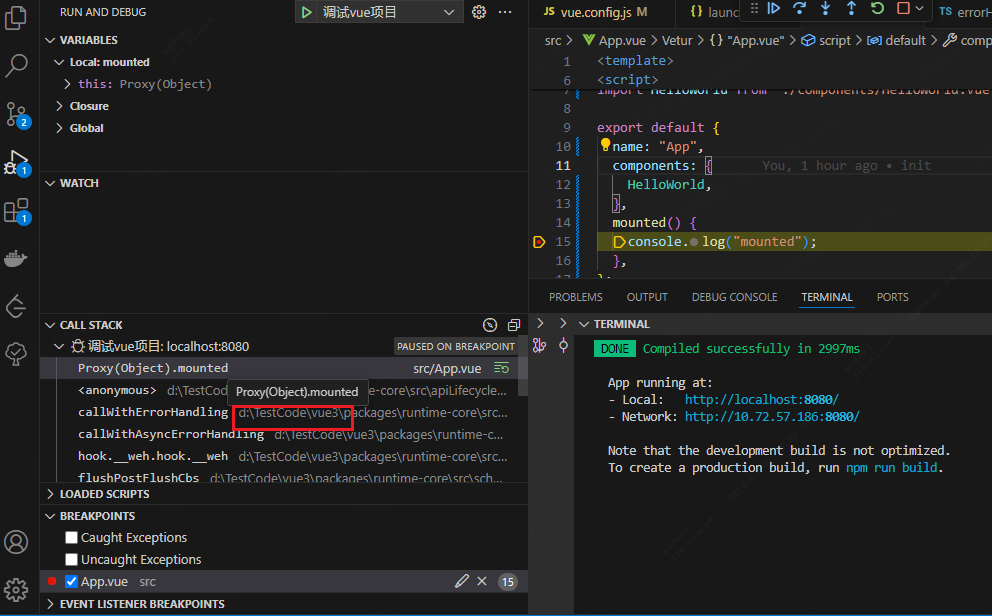 RUN AND DEBUG
调试vue项目
VARIABLES
Local: mounted
this: Proxy(Object)
Closure
Global
WATCH
CALL STACK
调试vue项目: localhost:8080
PAUSED ON BREAKPOINT
Proxy(Object).mounted
src/App.vue
<anonymous> d:\TestCode
e-core\src\apiLifecycle...
Proxy(Object).mounted
callWithErrorHandling d:\TestCode\vue3\packages\runtime-core\src...
callWithAsyncErrorHandling d:\TestCode\vue3\packages\runtime-c...
hook.__weh.hook.__weh d:\TestCode\vue3\packages\runtime-core\src...
flushPostFlushCbs d:\TestCode\vue3\packages\runtime-core\src\sch...
LOADED SCRIPTS
BREAKPOINTS
Caught Exceptions
Uncaught Exceptions
App.vue src
15
EVENT LISTENER BREAKPOINTS
2
1
1
JS vue.config.js M
{} launc
TS errorH
src > App.vue > Vetur > {} "App.vue" > script > default > comp
1 <template>
6 <script>
7 import HelloWorld from "./components/HelloWorld.vue
8
9 export default {
10 name: "App",
11 components: { You, 1 hour ago • init
12 HelloWorld,
13 },
14 mounted() {
15 console.log("mounted");
16 },
17 };
PROBLEMS
OUTPUT
DEBUG CONSOLE
TERMINAL
PORTS
TERMINAL
DONE Compiled successfully in 2997ms
App running at:
- Local: http://localhost:8080/
- Network: http://10.72.57.186:8080/
Note that the development build is not optimized.
To create a production build, run npm run build.